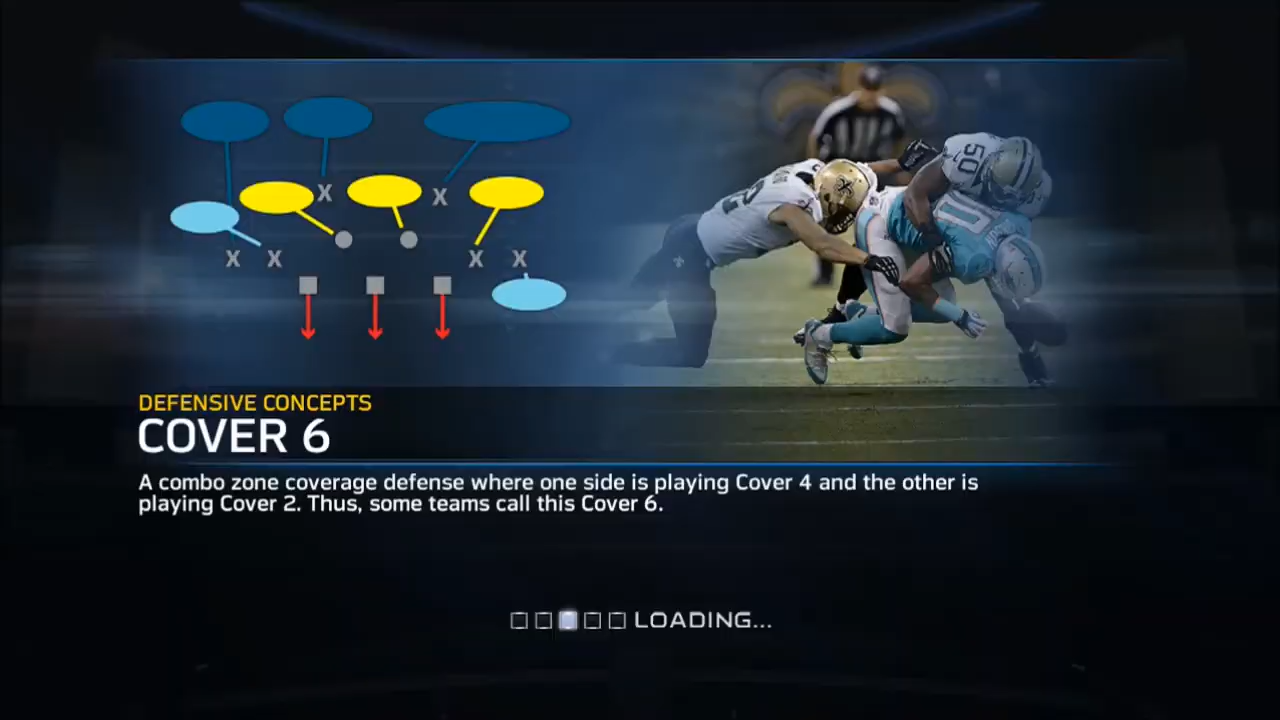 X
X
X
X
X
X
50
DEFENSIVE CONCEPTS
COVER 6
A combo zone coverage defense where one side is playing Cover 4 and the other is
playing Cover 2. Thus, some teams call this Cover 6.
LOADING...